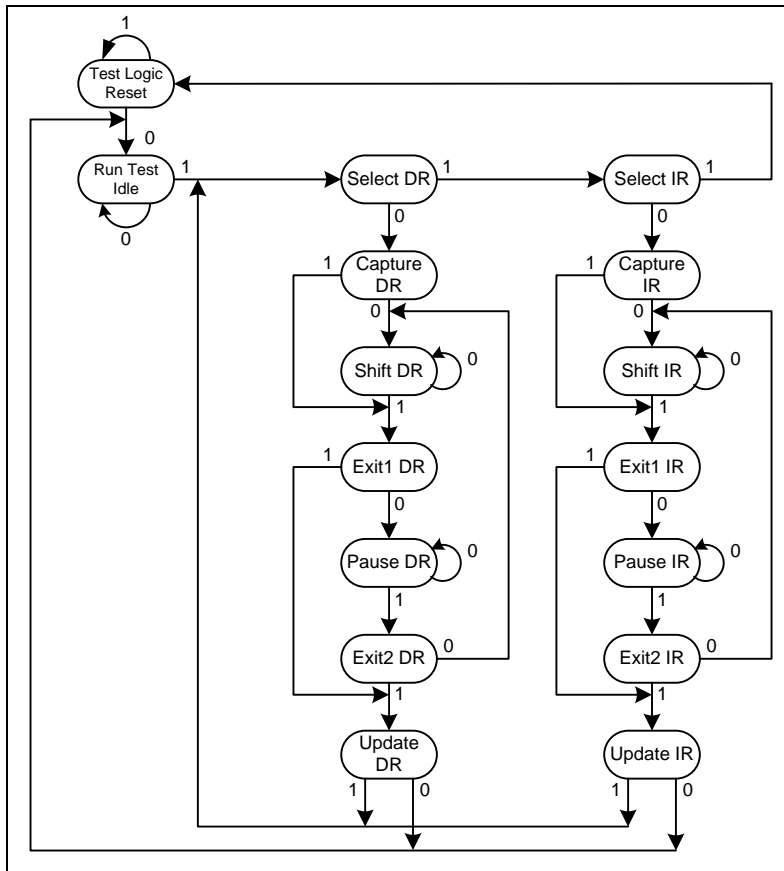 1
Test Logic
Reset
0
Run Test
Idle
1
0
Select DR
1
0
Select IR
1
0
Capture
DR
1
0
Capture
IR
1
0
Shift DR
0
1
Shift IR
0
1
Exit1 DR
1
0
Exit1 IR
1
0
Pause DR
0
1
Pause IR
0
1
Exit2 DR
0
1
Exit2 IR
0
1
Update
DR
1
0
Update IR
1
0